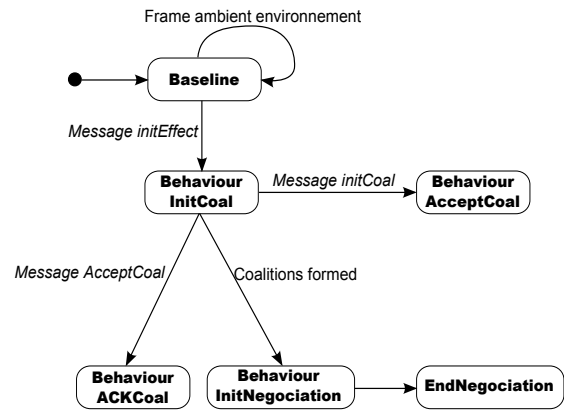 Frame ambient environnement
Baseline
Message initEffect
Behaviour
InitCoal
Message initCoal
Behaviour
AcceptCoal
Message AcceptCoal
Coalitions formed
Behaviour
ACKCoal
Behaviour
InitNegociation
EndNegociation